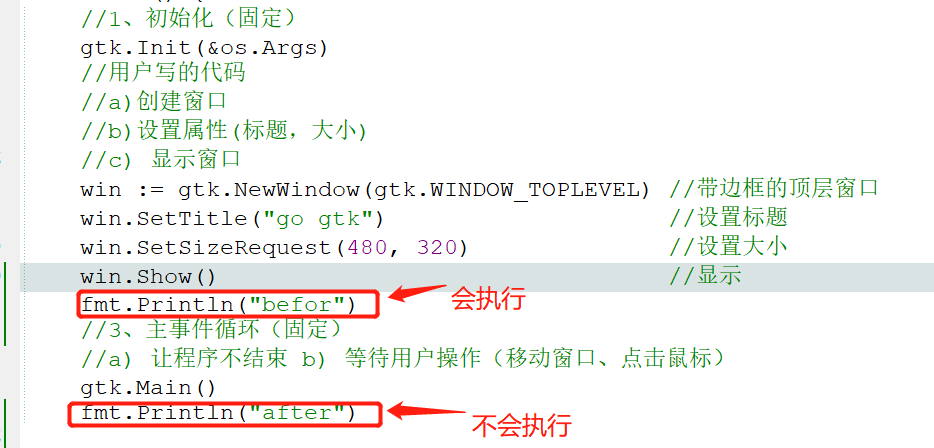 //1、初始化（固定）
gtk.Init(&os.Args)
//用户写的代码
//a)创建窗口
//b)设置属性(标题，大小)
//c) 显示窗口
win := gtk.NewWindow(gtk.WINDOW_TOPLEVEL) //带边框的顶层窗口
win.SetTitle("go gtk") //设置标题
win.SetSizeRequest(480, 320) //设置大小
win.Show() //显示
fmt.Println("befor") 会执行
//3、主事件循环（固定）
//a) 让程序不结束 b) 等待用户操作（移动窗口、点击鼠标）
gtk.Main()
fmt.Println("after") 不会执行